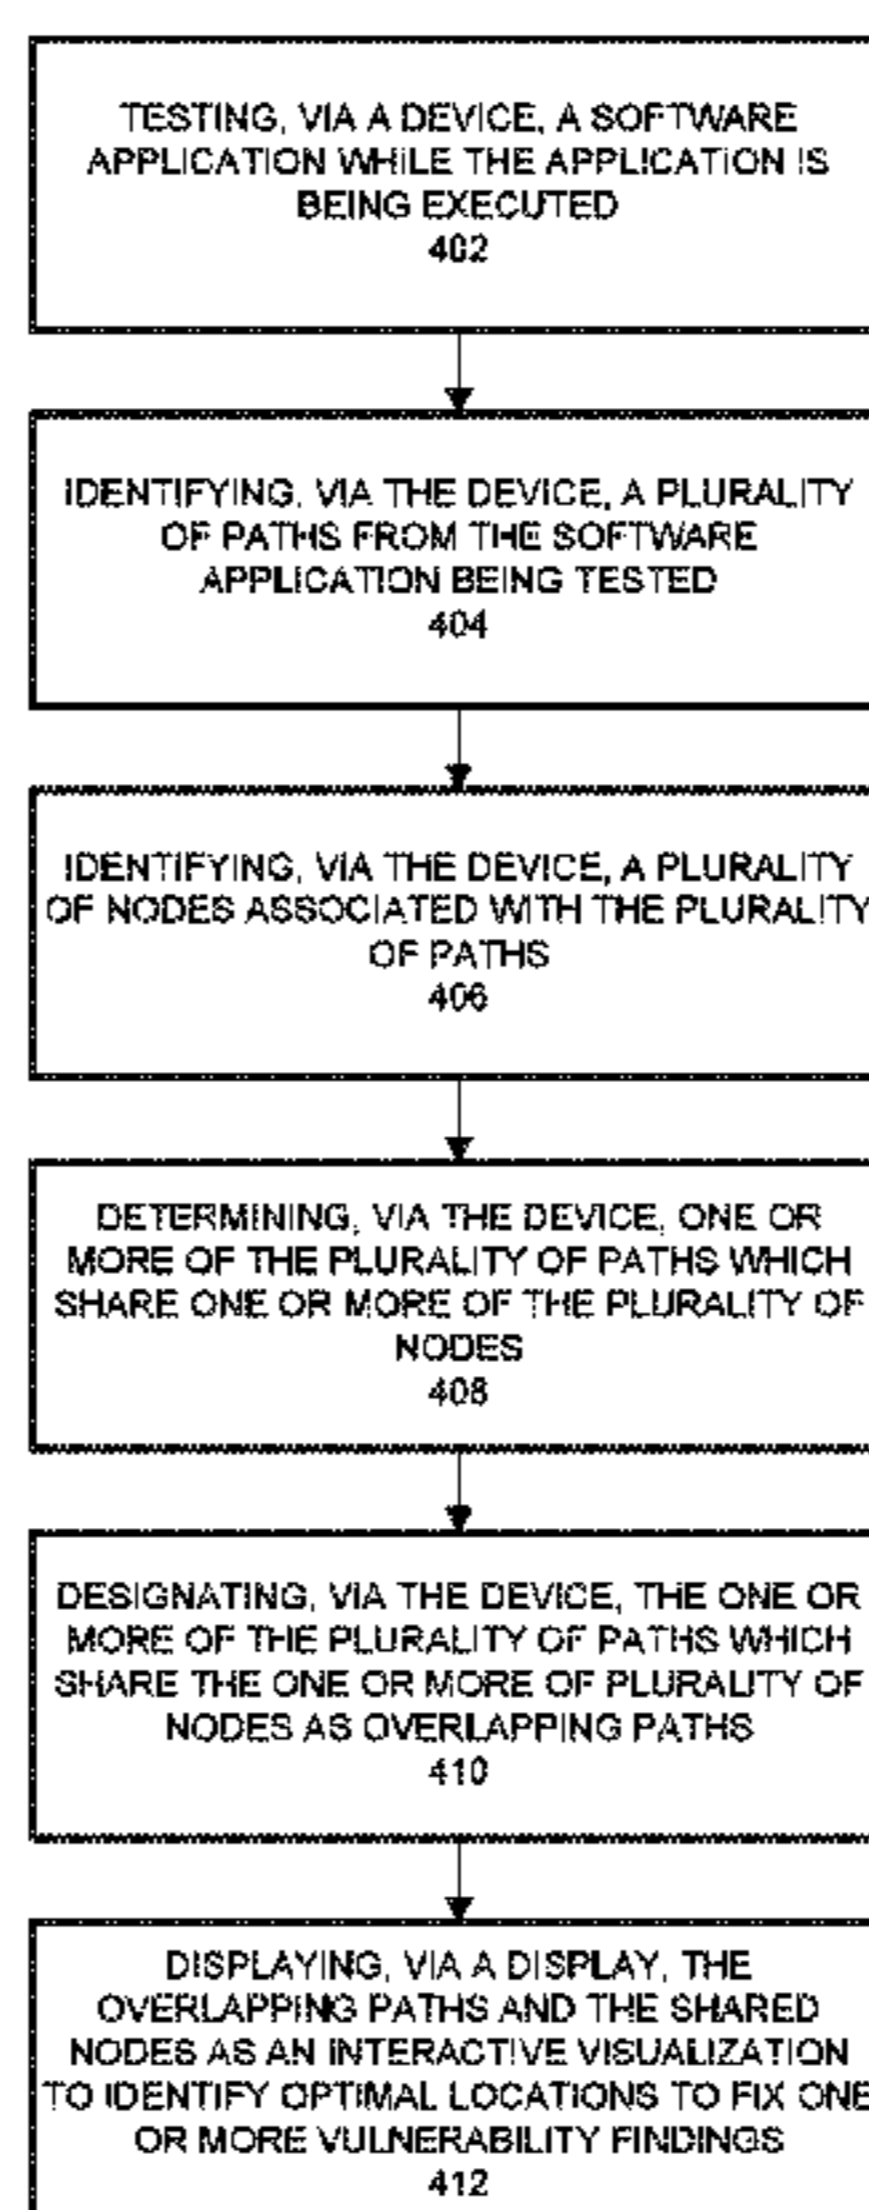 TESTING, VIA A DEVICE, A SOFTWARE
APPLICATION WHILE THE APPLICATION IS
BEING EXECUTED
402
IDENTIFYING, VIA THE DEVICE, A PLURALITY
OF PATHS FROM THE SOFTWARE
APPLICATION BEING TESTED
404
IDENTIFYING, VIA THE DEVICE, A PLURALITY
OF NODES ASSOCIATED WITH THE PLURALITY
OF PATHS
406
DETERMINING, VIA THE DEVICE, ONE OR
MORE OF THE PLURALITY OF PATHS WHICH
SHARE ONE OR MORE OF THE PLURALITY OF
NODES
408
DESIGNATING, VIA THE DEVICE, THE ONE OR
MORE OF THE PLURALITY OF PATHS WHICH
SHARE THE ONE OR MORE OF PLURALITY OF
NODES AS OVERLAPPING PATHS
410
DISPLAYING, VIA A DISPLAY, THE
OVERLAPPING PATHS AND THE SHARED
NODES AS AN INTERACTIVE VISUALIZATION
TO IDENTIFY OPTIMAL LOCATIONS TO FIX ONE
OR MORE VULNERABILITY FINDINGS
412